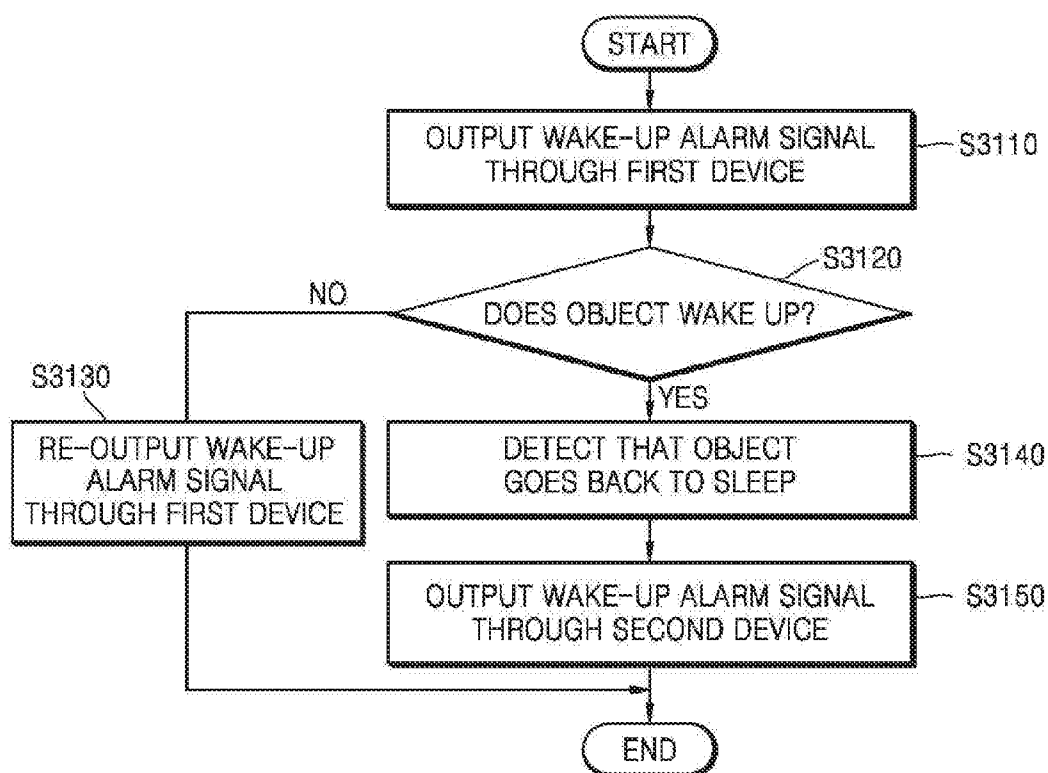 START
OUTPUT WAKE-UP ALARM SIGNAL
THROUGH FIRST DEVICE
S3110
S3120
DOES OBJECT WAKE UP?
NO
YES
S3130
RE-OUTPUT WAKE-UP
ALARM SIGNAL
THROUGH FIRST DEVICE
DETECT THAT OBJECT
GOES BACK TO SLEEP
S3140
OUTPUT WAKE-UP ALARM SIGNAL
THROUGH SECOND DEVICE
S3150
END